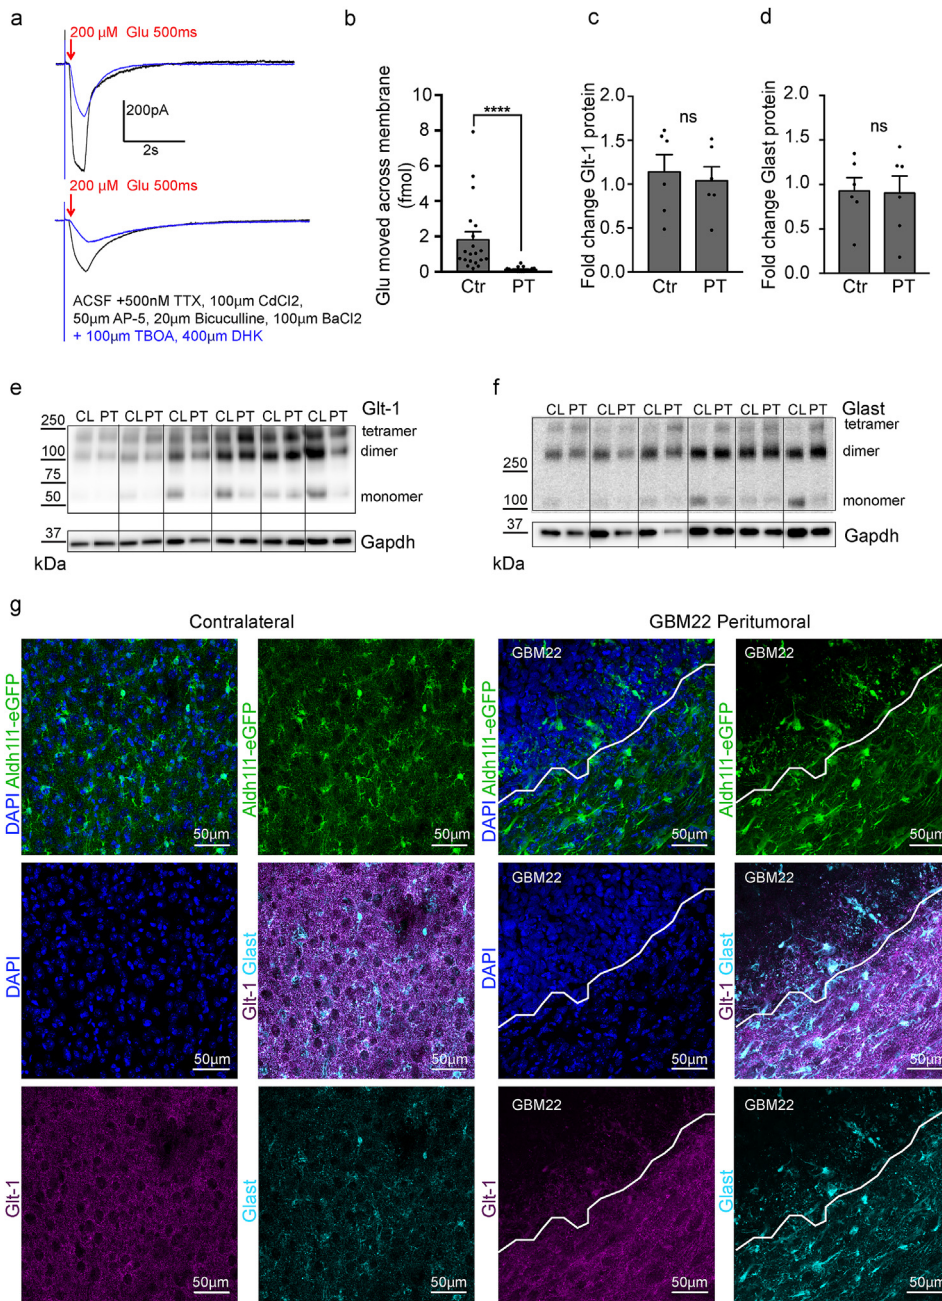 a
200 µM Glu 500ms
200pA
2s
200 µM Glu 500ms
ACSF +500nM TTX, 100µm CdCl2,
50µm AP-5, 20µm Bicuculline, 100µm BaCl2
+ 100µm TBOA, 400µm DHK
b
Glu moved across membrane
(fmol)
10
8
6
4
2
0
****
Ctr PT
c
Fold change Glt-1 protein
2.0
1.5
1.0
0.5
0.0
ns
Ctr PT
d
Fold change Glast protein
2.0
1.5
1.0
0.5
0.0
ns
Ctr PT
e
CL PT CL PT CL PT CL PT CL PT CL PT
Glt-1
250
100
75
50
37
kDa
tetramer
dimer
monomer
Gapdh
f
CL PT CL PT CL PT CL PT CL PT CL PT
Glast
250
100
37
kDa
tetramer
dimer
monomer
Gapdh
g
Contralateral
GBM22 Peritumoral
DAPI Aldh1l1-eGFP
50µm
Aldh1l1-eGFP
50µm
DAPI Aldh1l1-eGFP
GBM22
50µm
Aldh1l1-eGFP
GBM22
50µm
DAPI
50µm
Glt-1 Glast
50µm
DAPI
GBM22
50µm
Glt-1 Glast
GBM22
50µm
Glt-1
50µm
Glast
50µm
Glt-1
GBM22
50µm
Glast
GBM22
50µm